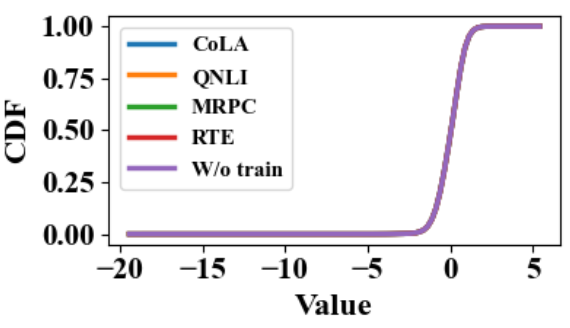 1.00
0.75
0.50
0.25
0.00
CDF
CoLA
QNLI
MRPC
RTE
W/o train
−20 −15 −10 −5 0 5
Value